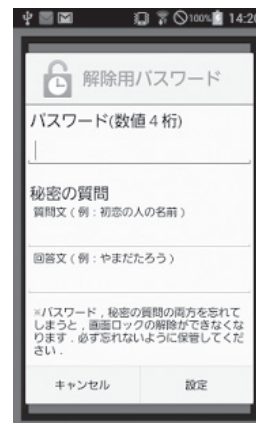 100% 14:20
解除用パスワード
パスワード(数値4桁)
秘密の質問
質問文(例:初恋の人の名前)
回答文(例:やまだたろう)
※パスワード,秘密の質問の両方を忘れて
しまうと,画面ロックの解除ができなくな
ります.必ず忘れないように保管してくだ
さい.
キャンセル 設定